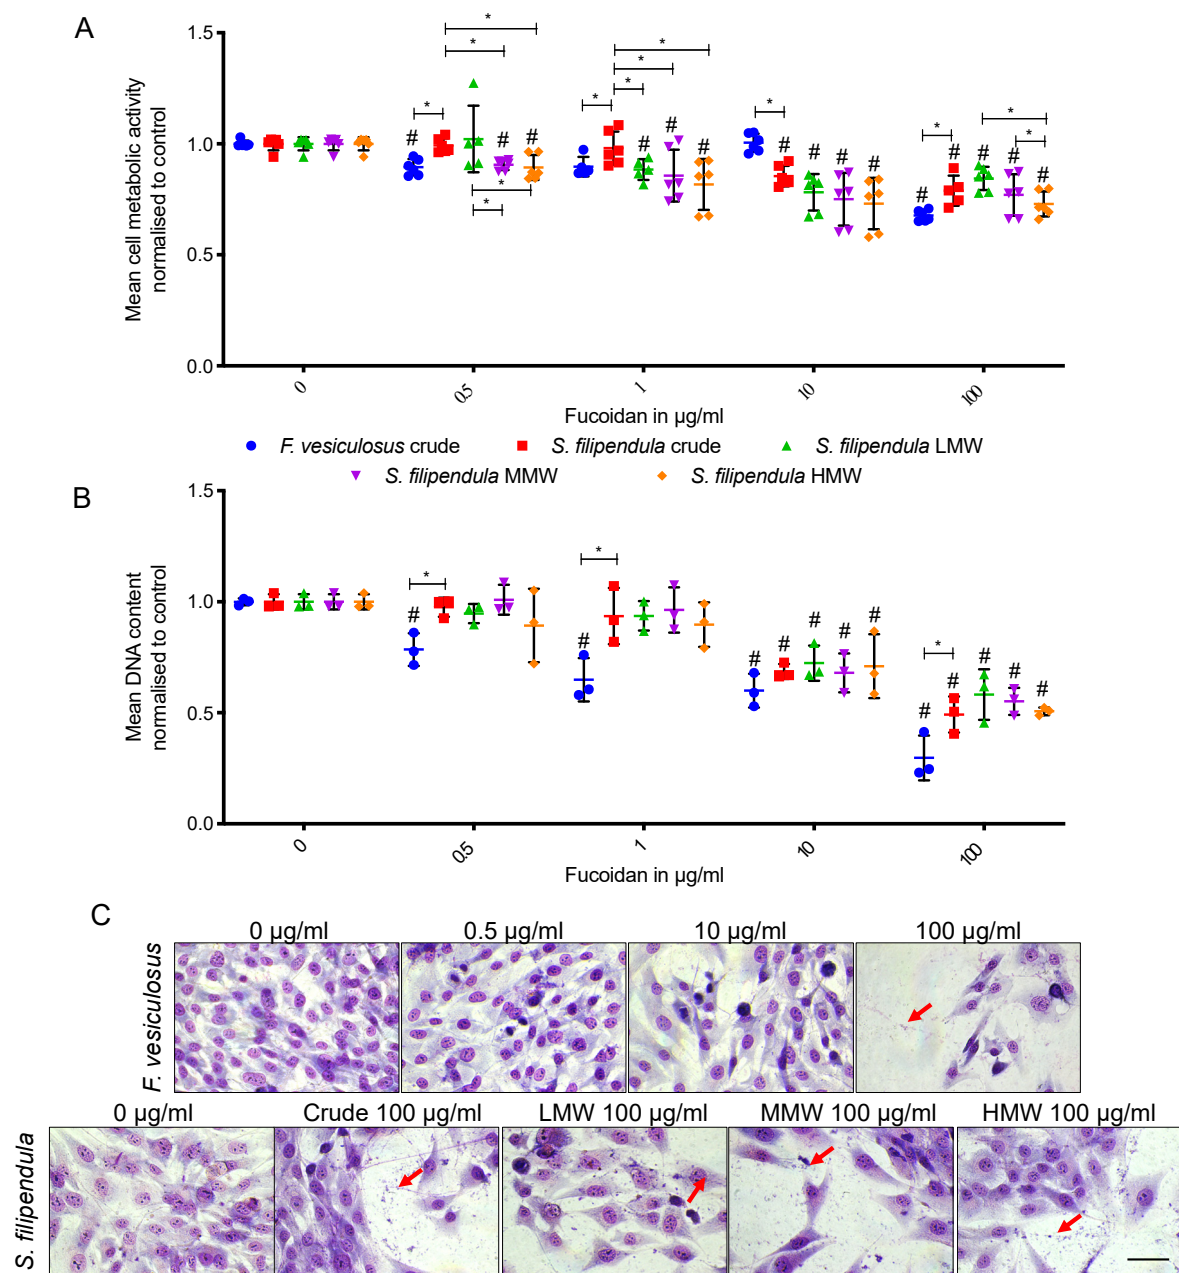 A
1.5
1.0
0.5
0.0
Mean cell metabolic activity
normalised to control
* * * # # # * *
* * * * # # #
* # # # #
* * * # # # # #
0 0.5 1 10 100
Fucoidan in µg/ml
F. vesiculosus crude S. filipendula crude S. filipendula LMW
S. filipendula MMW S. filipendula HMW
B
1.5
1.0
0.5
0.0
Mean DNA content
normalised to control
* #
* #
# # # # #
* # # # # #
0 0.5 1 10 100
Fucoidan in µg/ml
C
0 µg/ml 0.5 µg/ml 10 µg/ml 100 µg/ml
F. vesiculosus
0 µg/ml Crude 100 µg/ml LMW 100 µg/ml MMW 100 µg/ml HMW 100 µg/ml
S. filipendula